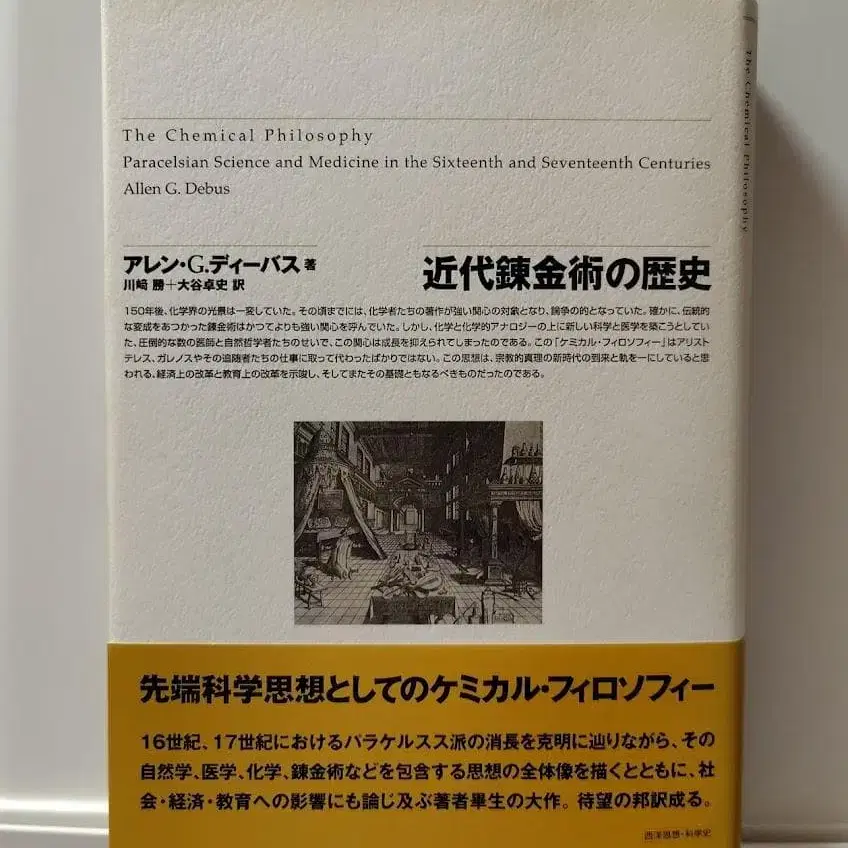 The Chemical Philosophy
Paracelsian Science and Medicine in the Sixteenth and Seventeenth Centuries
Allen G. Debus
アレン・G.ディーバス 著
川﨑 勝+大谷卓史 訳
近代錬金術の歴史
150年後、化学界の光景は一変していた。その頃までには、化学者たちの著作が強い関心の対象となり、論争の的となっていた。確かに、伝統的
な変成をあつかった錬金術はかつてよりも強い関心を呼んでいた。しかし、化学と化学的アナロジーの上に新しい科学と医学を築こうとしてい
た、圧倒的な数の医師と自然哲学者たちのせいで、この関心は成長を抑えられてしまったのである。この「ケミカル・フィロソフィー」はアリスト
テレス、ガレノスやその追随者たちの仕事に取って代わったばかりではない。この思想は、宗教的真理の新時代の到来と軌を一にしていると思
われる、経済上の改革と教育上の改革を示唆し、そしてまたその基礎ともなるべきものだったのである。
先端科学思想としてのケミカル・フィロソフィー
16世紀、17世紀におけるパラケルスス派の消長を克明に辿りながら、その
自然学、医学、化学、錬金術などを包含する思想の全体像を描くとともに、社
会・経済・教育への影響にも論じ及ぶ著者畢生の大作。待望の邦訳成る。
西洋思想・科学史
The Chemical Philosophy